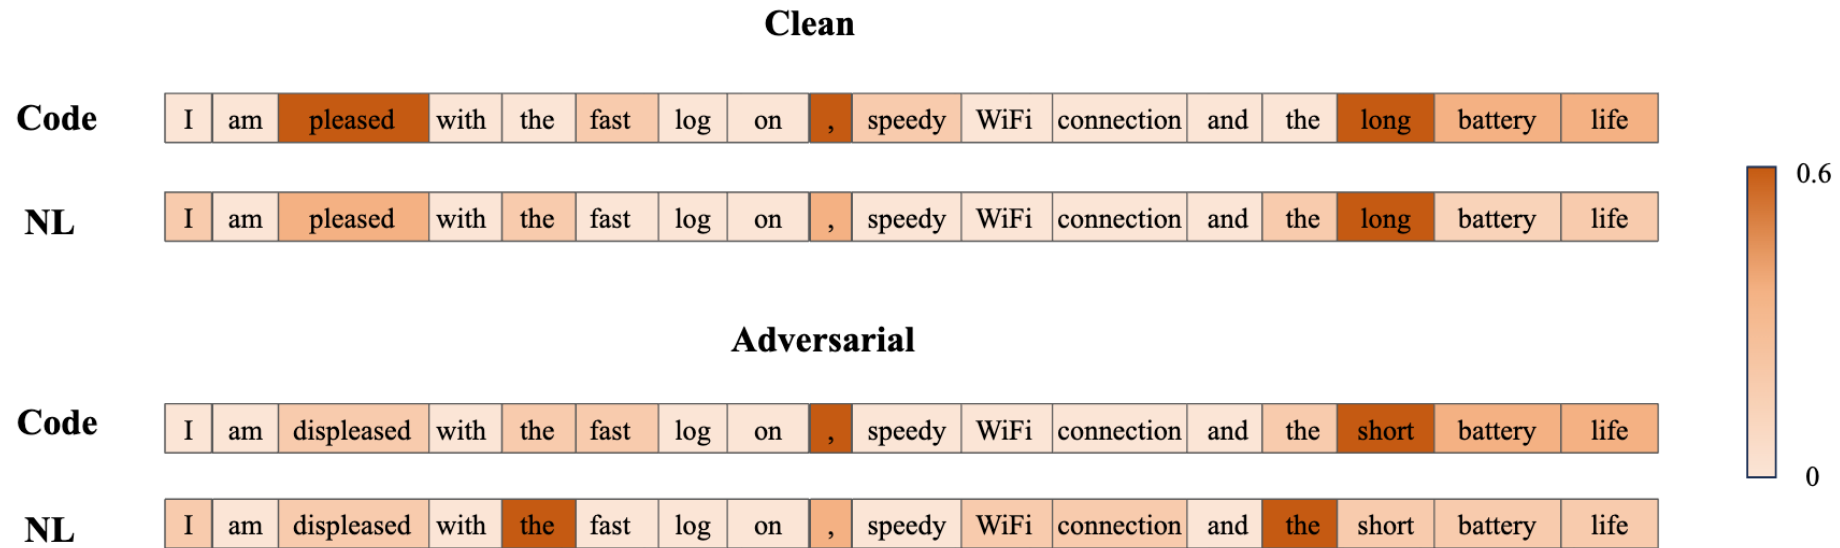 Clean
Code I am pleased with the fast log on , speedy WiFi connection and the long battery life
0.6
NL I am pleased with the fast log on , speedy WiFi connection and the long battery life
Adversarial
Code I am displeased with the fast log on , speedy WiFi connection and the short battery life
0
NL I am displeased with the fast log on , speedy WiFi connection and the short battery life